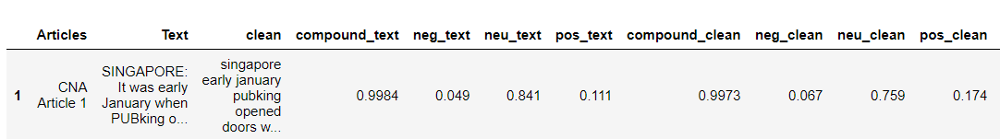 Articles Text clean compound_text neg_text neu_text pos_text compound_clean neg_clean neu_clean pos_clean
1 CNA Article 1 SINGAPORE: It was early January when PUBking o... singapore early january pubking opened doors w... 0.9984 0.049 0.841 0.111 0.9973 0.067 0.759 0.174